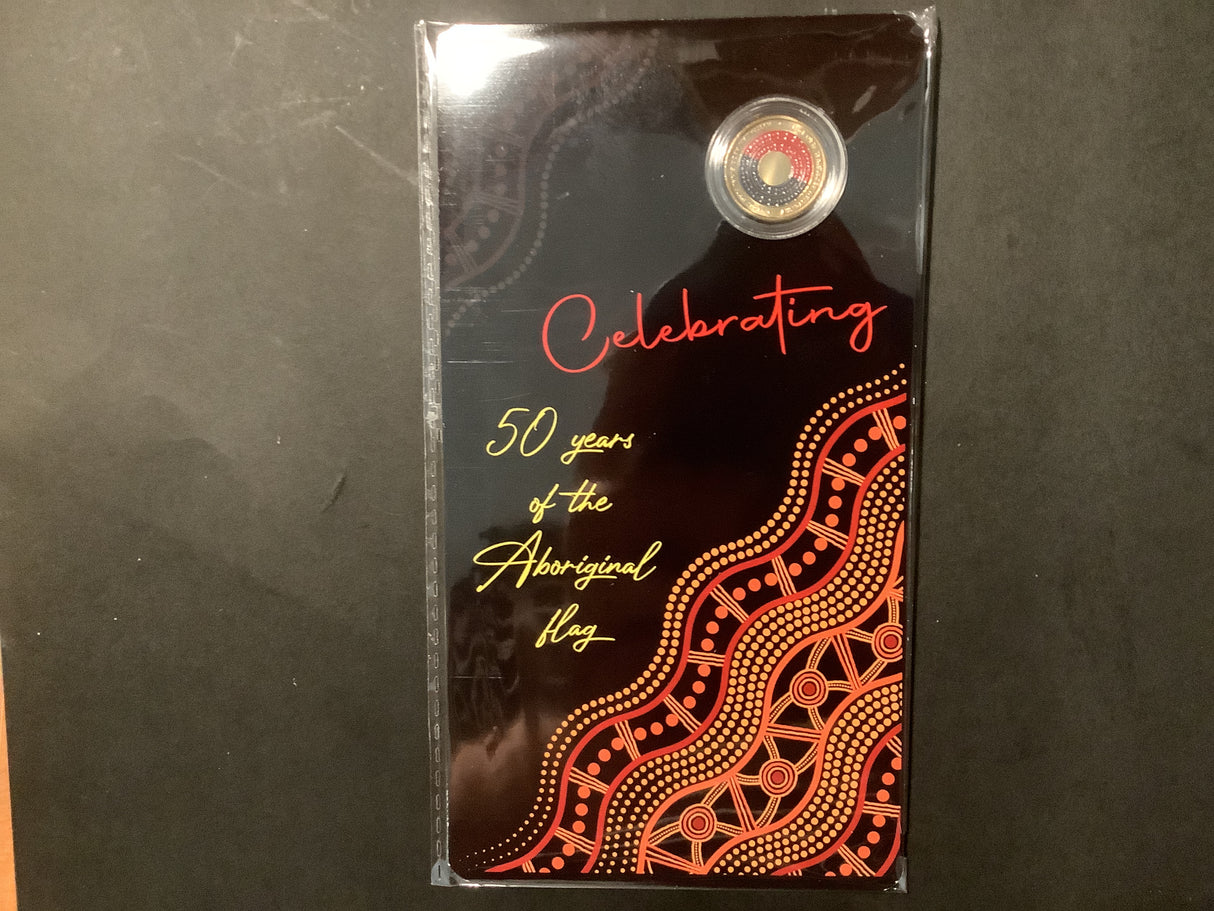 Celebrating
50 years
of the
Aboriginal
flag